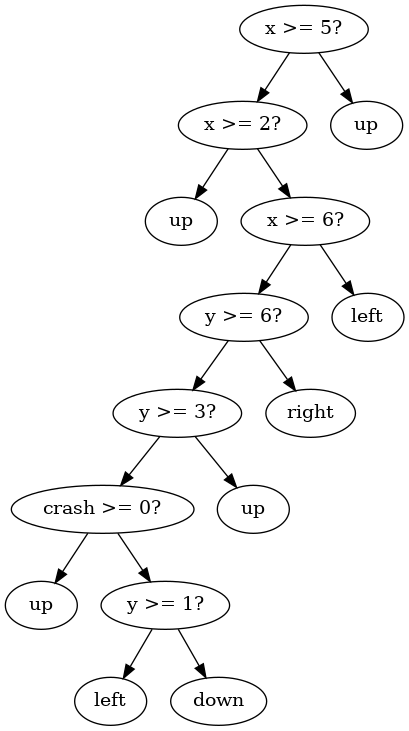 x >= 5?
x >= 2?
up
up
x >= 6?
y >= 6?
left
y >= 3?
right
crash >= 0?
up
up
y >= 1?
left
down